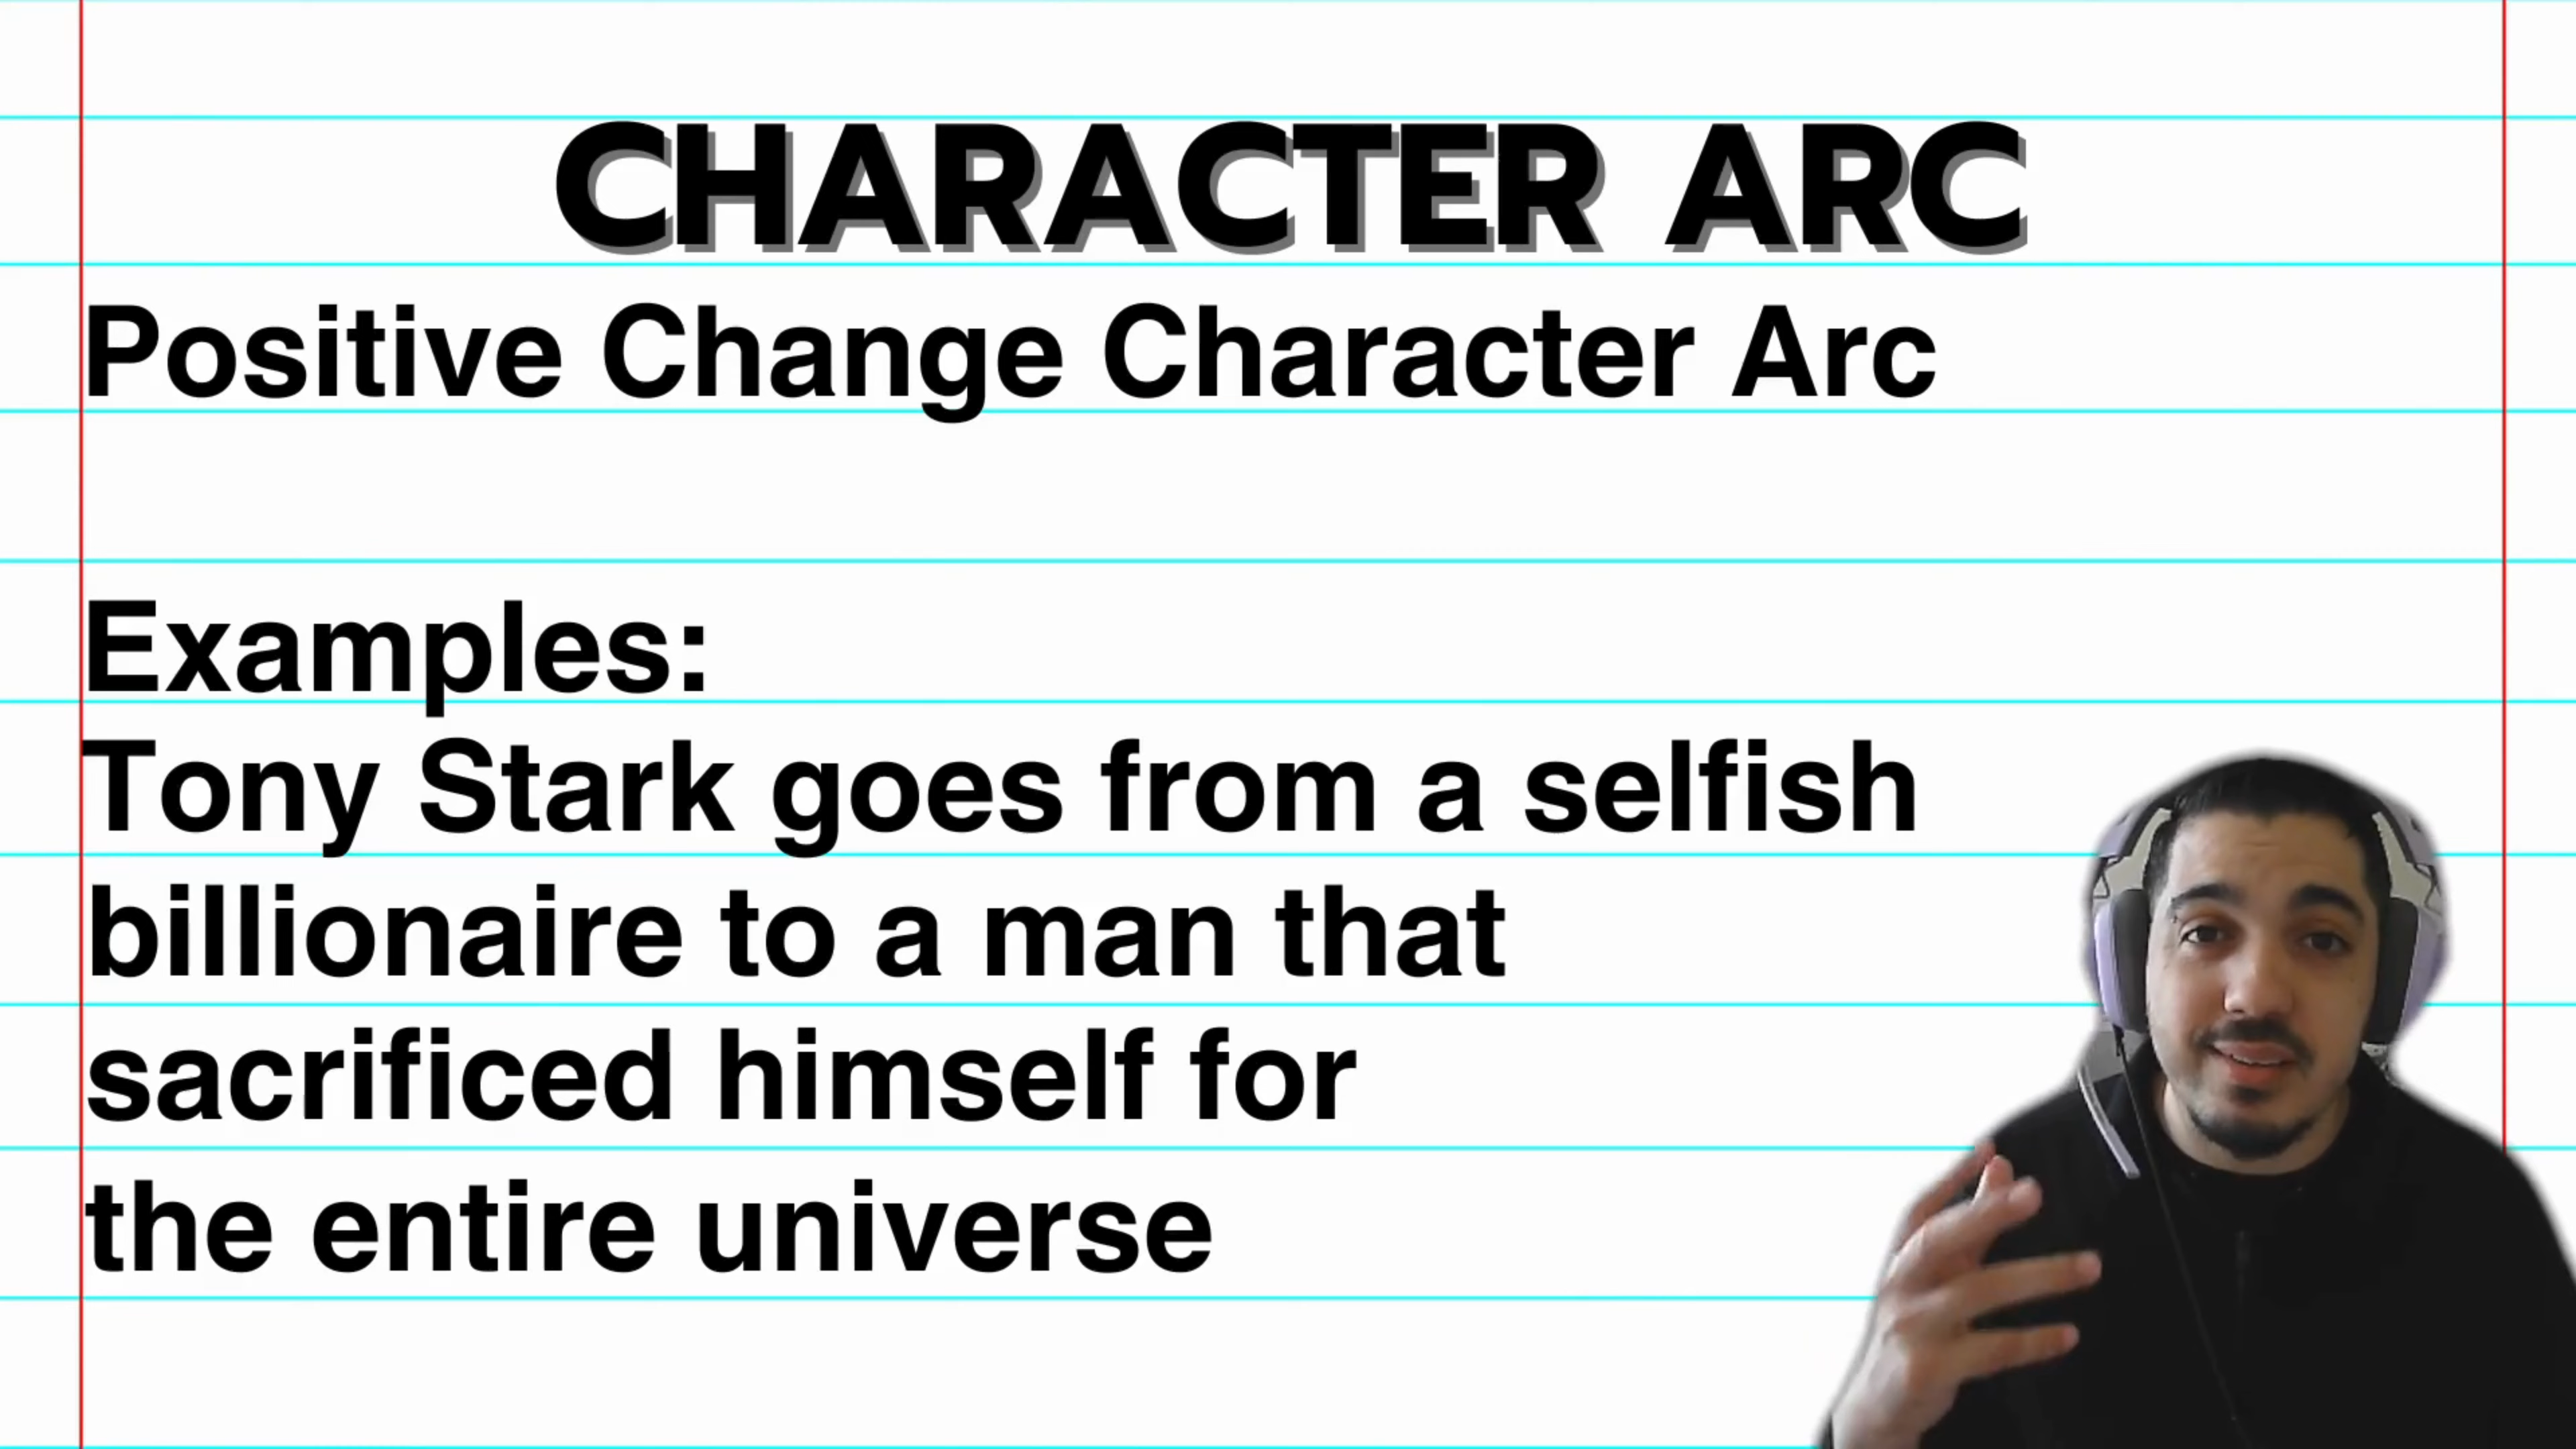 CHARACTER ARC
Positive Change Character Arc
Examples:
Tony Stark goes from a selfish
billionaire to a man that
sacrificed himself for
the entire universe